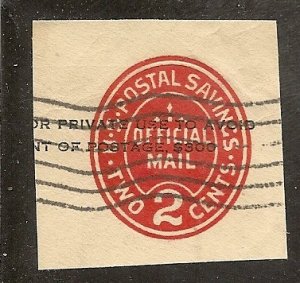 POSTAL SAVINGS
OR PRIVATE USE TO AVOID
OFFICIAL
NT OF POSTAGE, $300
MAIL
2
TWO CENTS